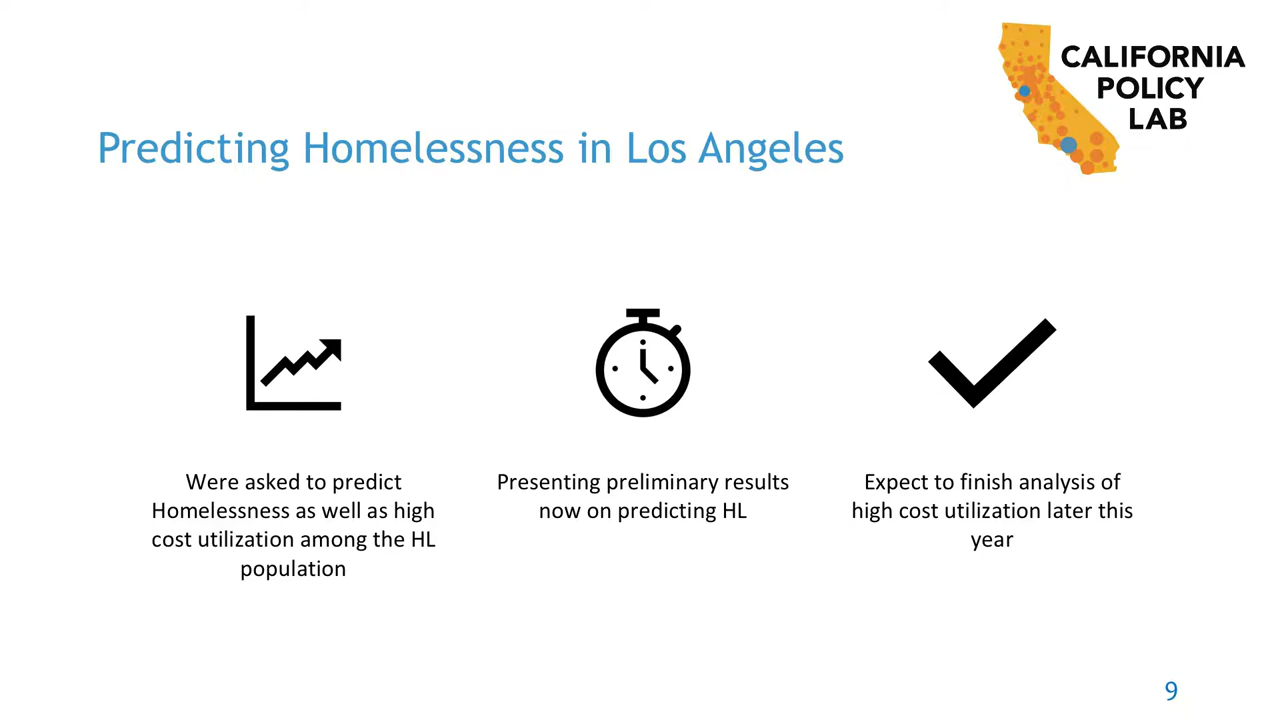 CALIFORNIA
POLICY
LAB
Predicting Homelessness in Los Angeles
Were asked to predict
Homelessness as well as high
cost utilization among the HL
population
Presenting preliminary results
now on predicting HL
Expect to finish analysis of
high cost utilization later this
year
9